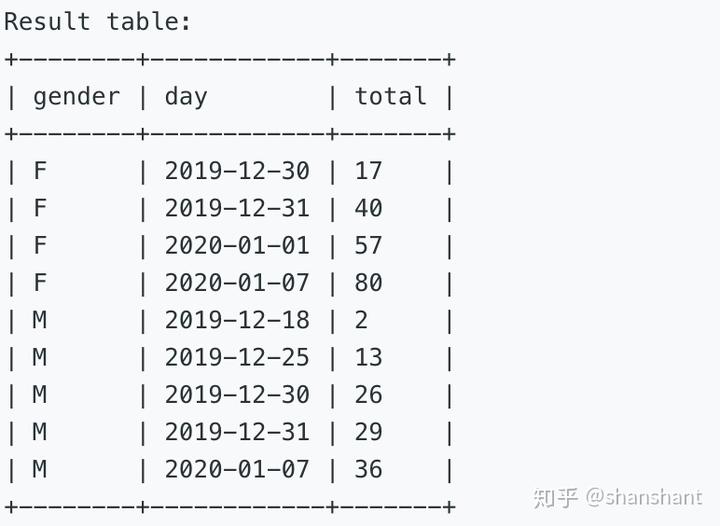 Result table:
+--------+------------+-------+
| gender | day        | total |
+--------+------------+-------+
| F      | 2019-12-30 | 17    |
| F      | 2019-12-31 | 40    |
| F      | 2020-01-01 | 57    |
| F      | 2020-01-07 | 80    |
| M      | 2019-12-18 | 2     |
| M      | 2019-12-25 | 13    |
| M      | 2019-12-30 | 26    |
| M      | 2019-12-31 | 29    |
| M      | 2020-01-07 | 36    |
+--------+------------+-------+
知乎 @shanshant